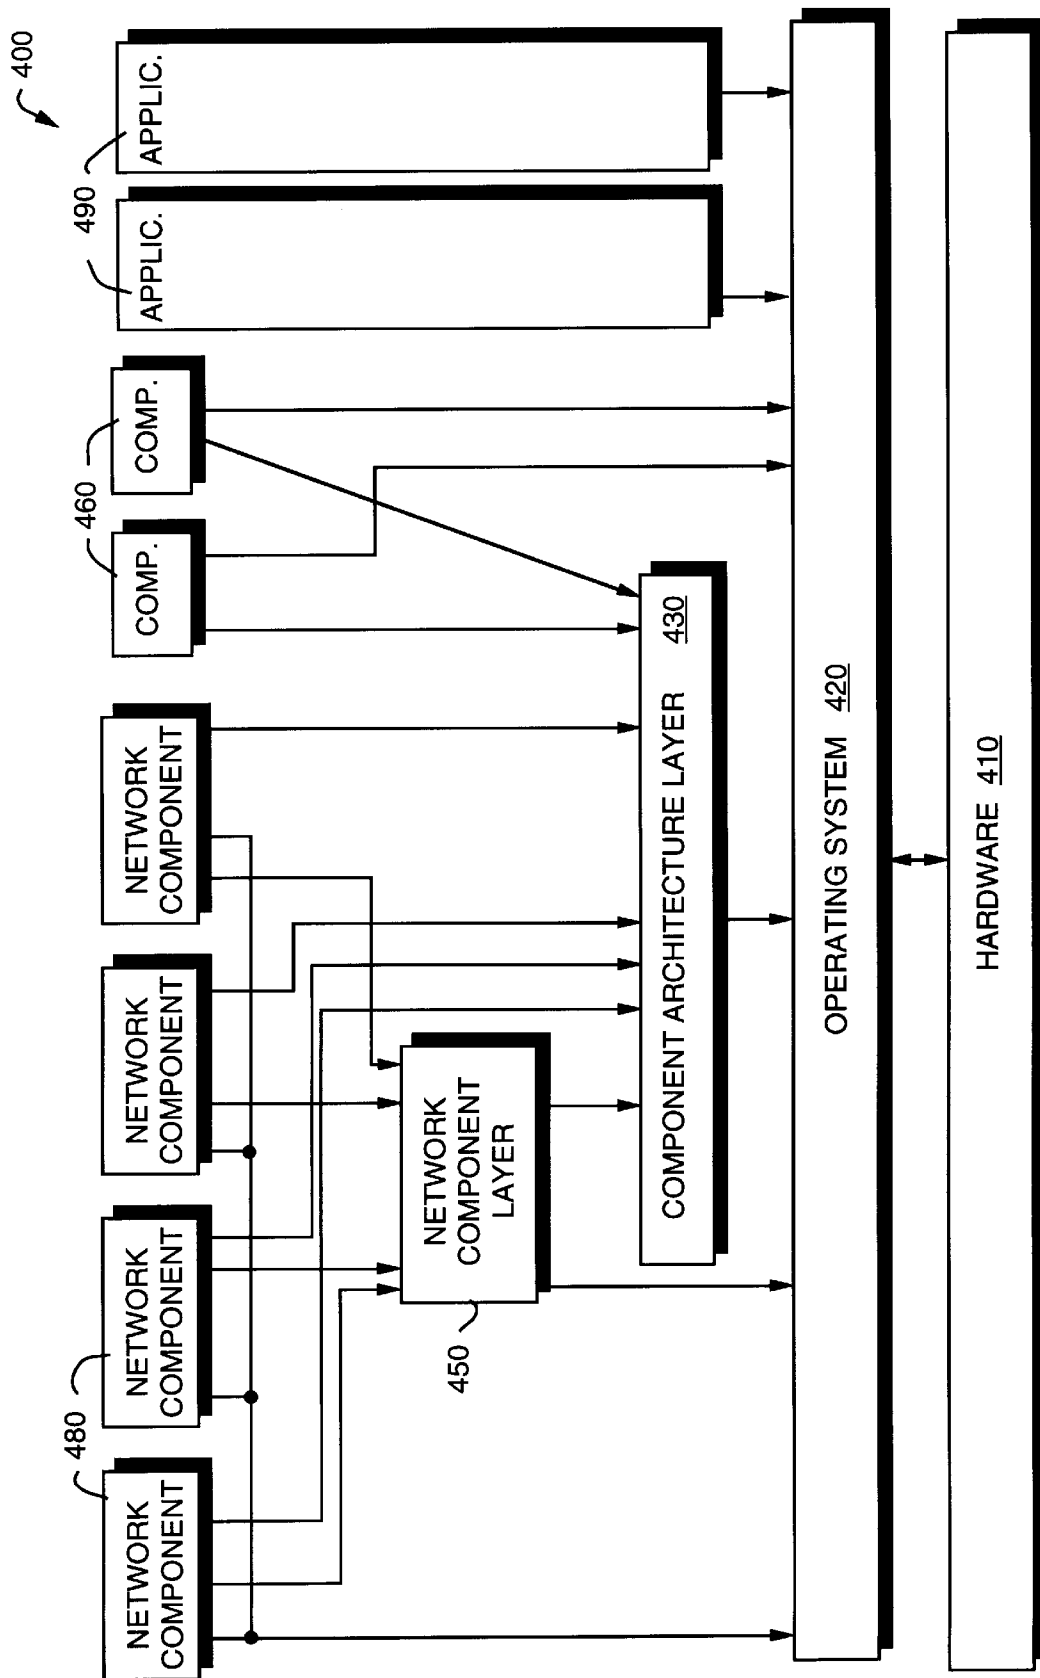 400
480
NETWORK
COMPONENT
NETWORK
COMPONENT
NETWORK
COMPONENT
NETWORK
COMPONENT
460
COMP.
COMP.
490
APPLIC.
APPLIC.
450
NETWORK
COMPONENT
LAYER
COMPONENT ARCHITECTURE LAYER 430
OPERATING SYSTEM 420
HARDWARE 410